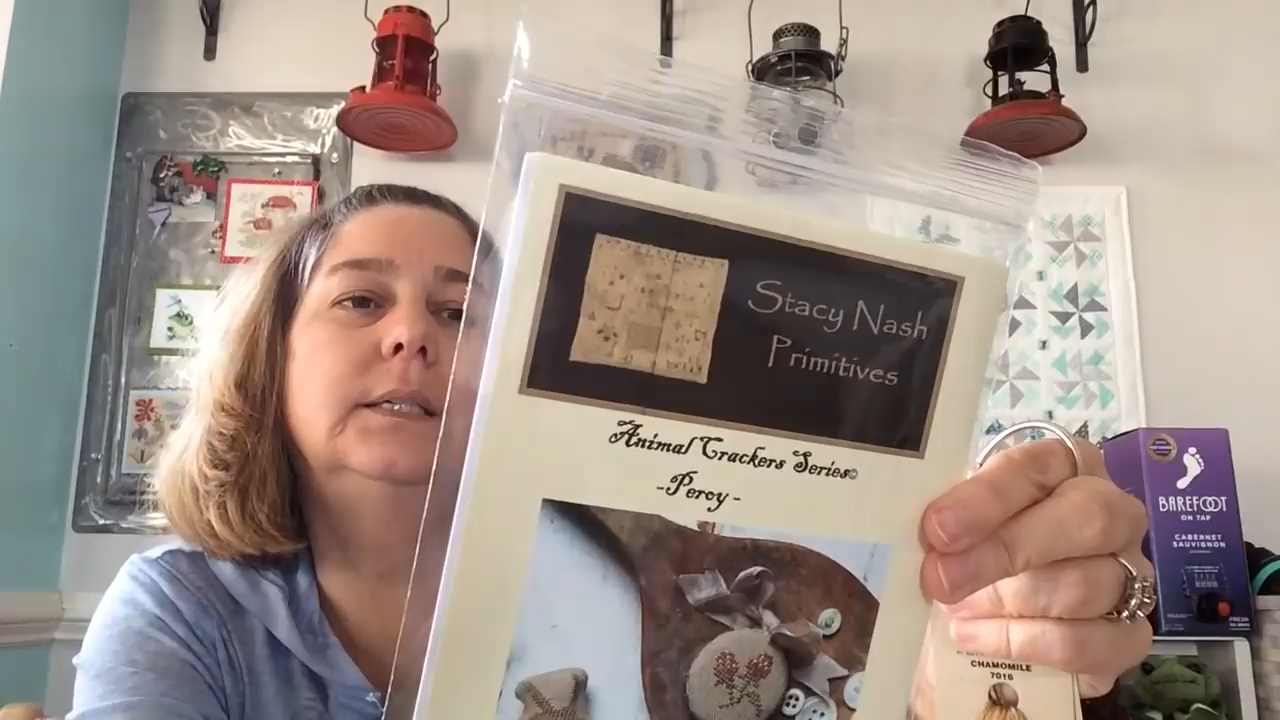 Stacy Nash
Primitives
Animal Crackers Series©
-Percy-
BAREFOOT
ON TAP
CABERNET
SAUVIGNON
CHAMOMILE
7016